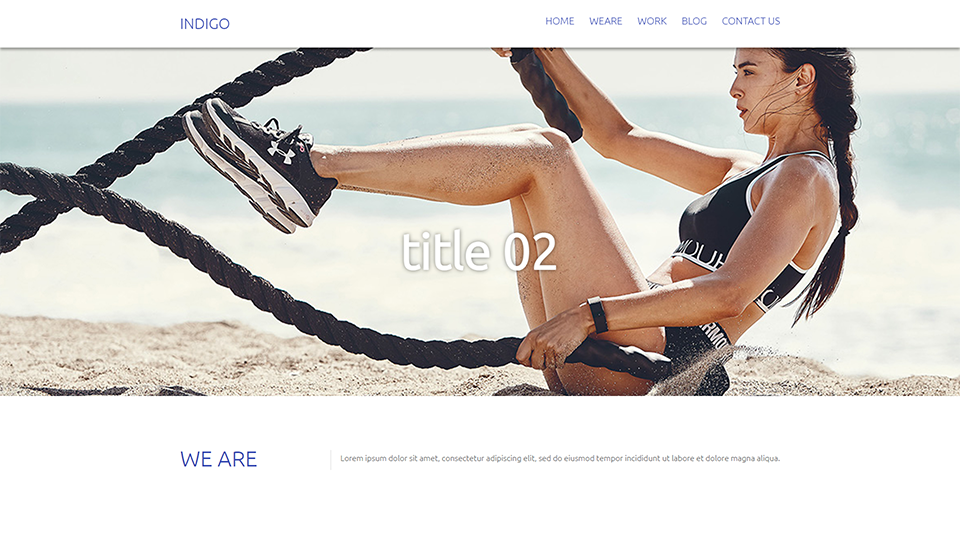 INDIGO
HOME WEARE WORK BLOG CONTACT US
title 02
WE ARE
Lorem ipsum dolor sit amet, consectetur adipiscing elit, sed do eiusmod tempor incididunt ut labore et dolore magna aliqua.